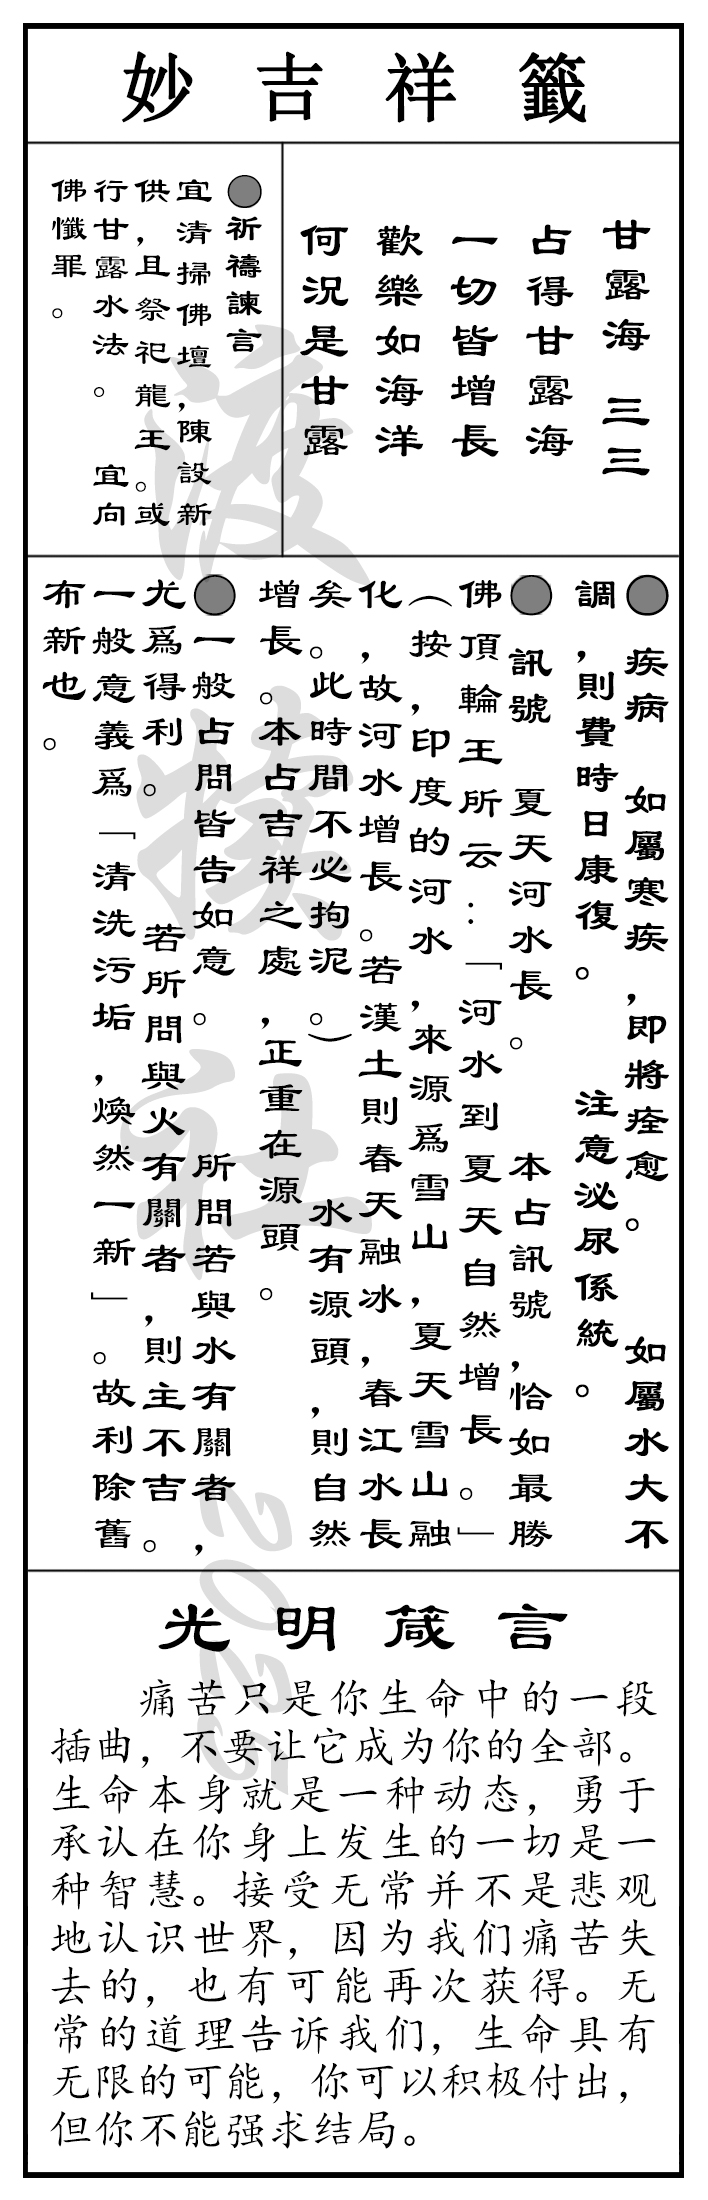 妙吉祥籤
甘露海 三三
占得甘露海
一切皆增長
歡樂如海洋
何況是甘露
●祈禱諫言
宜清掃佛壇，陳設新
供，且祭祀龍王。或
行甘露水法。 宜向
佛懺罪。
● 疾病 如屬寒疾，即將痊愈。 如屬水大不
調，則費時日康復。 注意泌尿係統。
● 訊號 夏天河水長。 本占訊號，恰如最勝
佛頂輪王所云：「河水到夏天自然增長。」
（按，印度的河水，來源爲雪山，夏天雪山融
化，故河水增長。若漢土則春天融冰，春江水長
矣。此時間不必拘泥。） 水有源頭，則自然
增長。本占吉祥之處，正重在源頭。
●一般占問皆告如意。 所問若與水有關者，
尤爲得利。 若所問與火有關者，則主不吉。
一般意義爲「清洗污垢，煥然一新」。故利除舊
布新也。
光明箴言
痛苦只是你生命中的一段
插曲，不要让它成为你的全部。
生命本身就是一种动态，勇于
承认在你身上发生的一切是一
种智慧。接受无常并不是悲观
地认识世界，因为我们痛苦失
去的，也有可能再次获得。无
常的道理告诉我们，生命具有
无限的可能，你可以积极付出，
但你不能强求结局。
渡
犊
社
2025